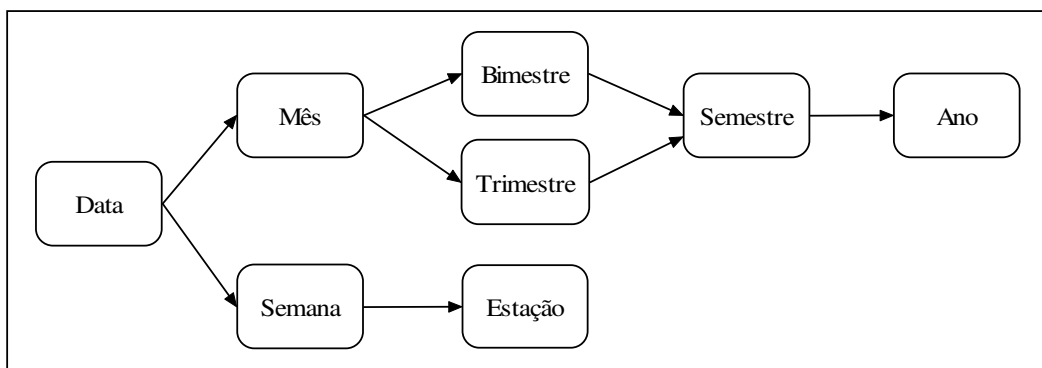 Bimestre
Mês
Semestre
Ano
Trimestre
Data
Semana
Estação